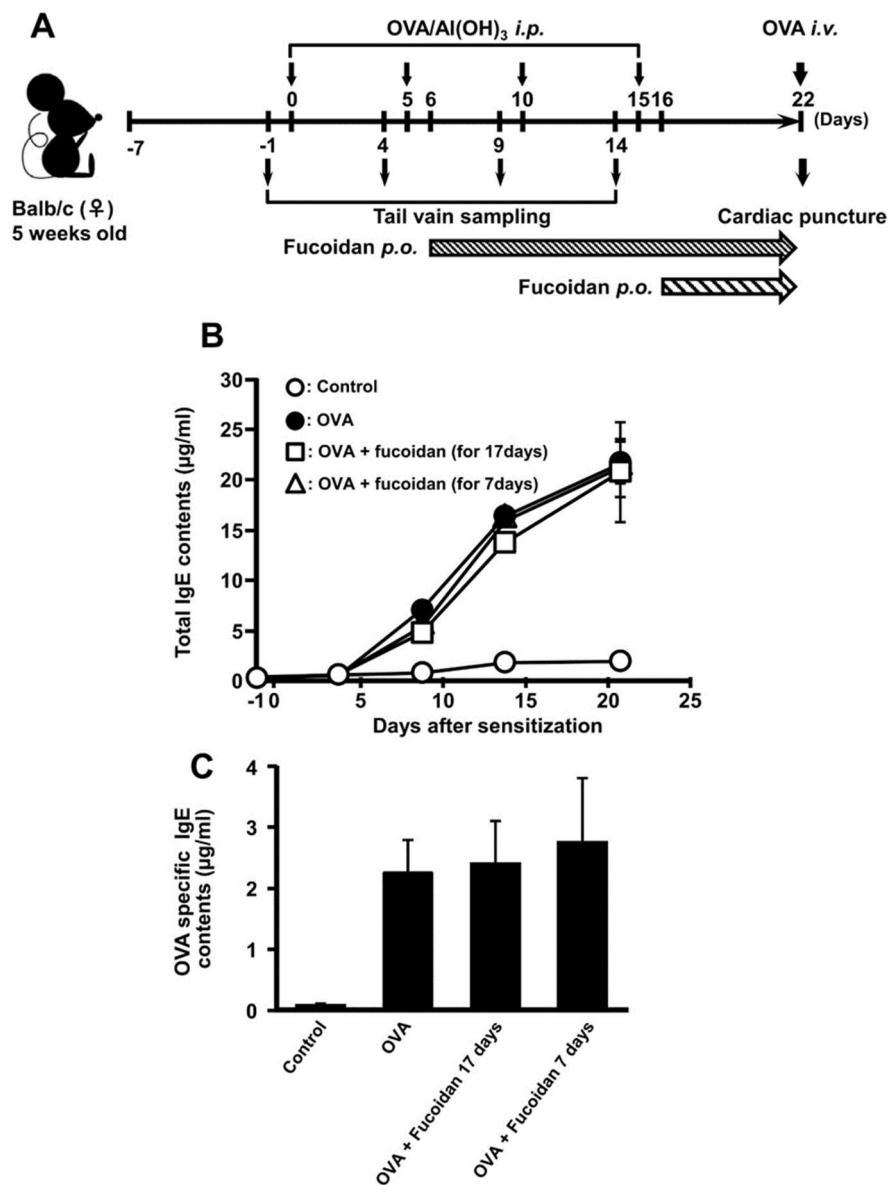 A
OVA/Al(OH)₃ i.p.
OVA i.v.
0 5 6 10 15 16 22 (Days)
-7 -1 4 9 14
Balb/c (♀)
5 weeks old
Tail vain sampling
Cardiac puncture
Fucoidan p.o.
Fucoidan p.o.
B
Total IgE contents (µg/ml)
30
25
20
15
10
5
0
○: Control
●: OVA
□: OVA + fucoidan (for 17days)
△: OVA + fucoidan (for 7days)
-1 0 5 10 15 20 25
Days after sensitization
C
OVA specific IgE
contents (µg/ml)
4
3
2
1
0
Control
OVA
OVA + Fucoidan 17 days
OVA + Fucoidan 7 days